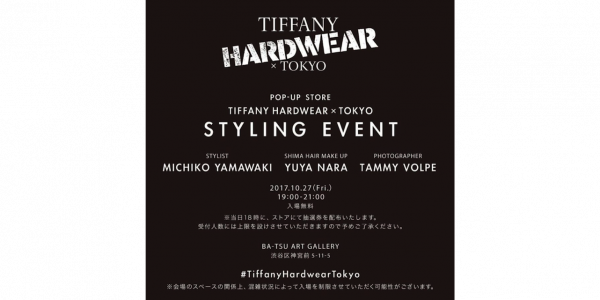 TIFFANY
HARDWEAR
× TOKYO
POP-UP STORE
TIFFANY HARDWEAR × TOKYO
STYLING EVENT
STYLIST SHIMA HAIR MAKE UP PHOTOGRAPHER
MICHIKO YAMAWAKI YUYA NARA TAMMY VOLPE
2017.10.27(Fri.)
19:00-21:00
入場無料
※当日18時に、ストアにて抽選券を配布いたします。
受付人数には上限を設けさせていただきますので予めご了承ください。
BA-TSU ART GALLERY
渋谷区神宮前 5-11-5
#TiffanyHardwearTokyo
※会場のスペースの関係上、混雑状況によって入場を制限させていただく可能性がございます。